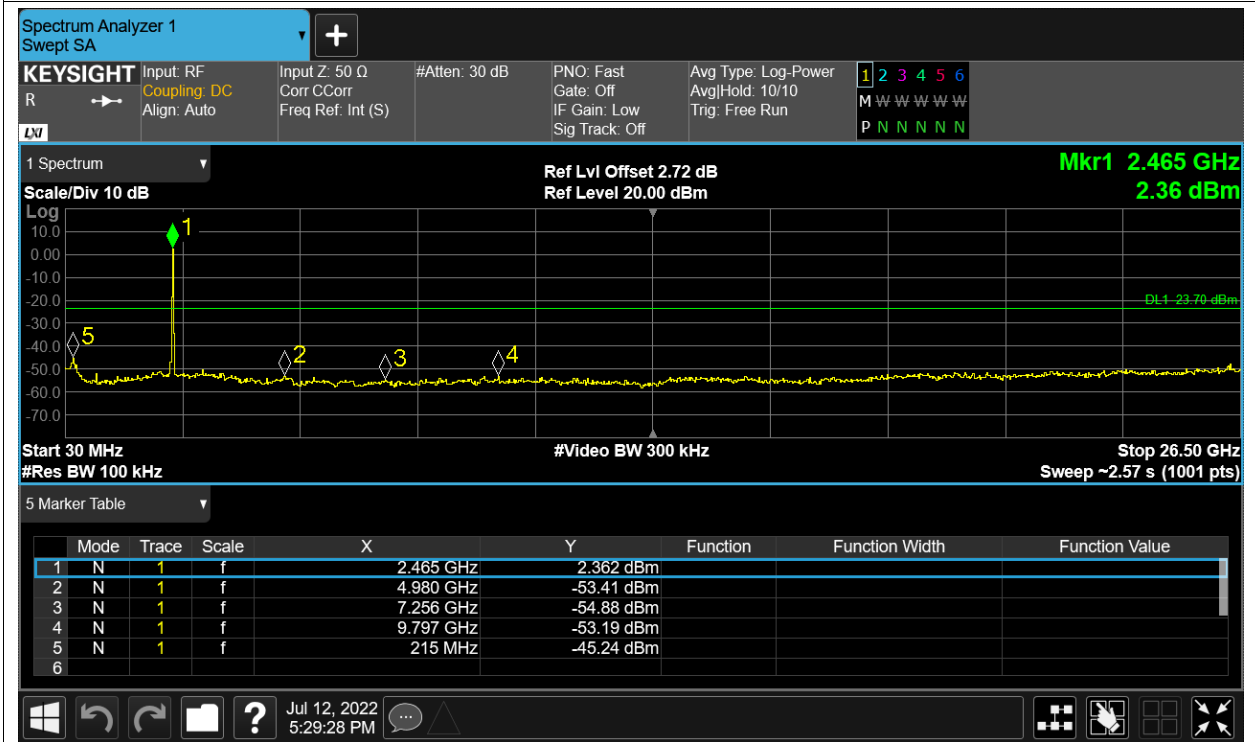 Spectrum Analyzer 1
Swept SA
KEYSIGHT
R
LXI
Input: RF
Coupling: DC
Align: Auto
Input Z: 50 Ω
Corr CCorr
Freq Ref: Int (S)
#Atten: 30 dB
PNO: Fast
Gate: Off
IF Gain: Low
Sig Track: Off
Avg Type: Log-Power
Avg|Hold: 10/10
Trig: Free Run
1 2 3 4 5 6
M W W W W W
P N N N N N
1 Spectrum
Scale/Div 10 dB
Ref Lvl Offset 2.72 dB
Ref Level 20.00 dBm
Mkr1 2.465 GHz
2.36 dBm
Log
10.0
0.00
-10.0
-20.0
-30.0
-40.0
-50.0
-60.0
-70.0
1
DL1 -23.70 dBm
5
2
3
4
Start 30 MHz
#Video BW 300 kHz
Stop 26.50 GHz
#Res BW 100 kHz
Sweep ~2.57 s (1001 pts)
5 Marker Table
Mode Trace Scale X Y Function Function Width Function Value
1 N 1 f 2.465 GHz 2.362 dBm
2 N 1 f 4.980 GHz -53.41 dBm
3 N 1 f 7.256 GHz -54.88 dBm
4 N 1 f 9.797 GHz -53.19 dBm
5 N 1 f 215 MHz -45.24 dBm
6
?
Jul 12, 2022
5:29:28 PM